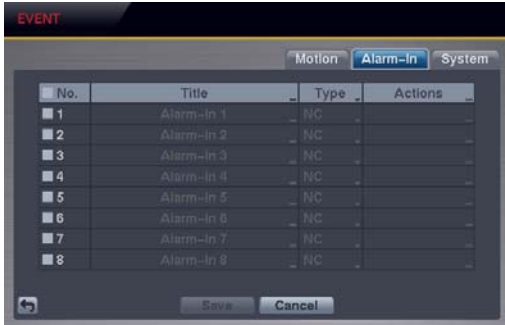 EVENT
Motion Alarm-In System
No. Title Type Actions
1 Alarm-In 1 NC
2 Alarm-In 2 NC
3 Alarm-In 3 NC
4 Alarm-In 4 NC
5 Alarm-In 5 NC
6 Alarm-In 6 NC
7 Alarm-In 7 NC
8 Alarm-In 8 NC
Save Cancel